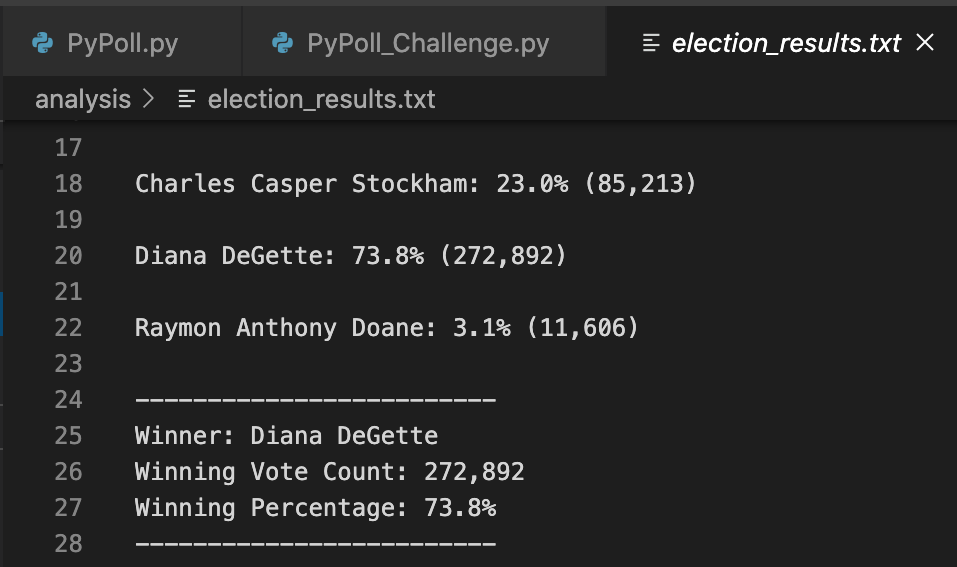 PyPoll.py PyPoll_Challenge.py election_results.txt
analysis > election_results.txt
17
18 Charles Casper Stockham: 23.0% (85,213)
19
20 Diana DeGette: 73.8% (272,892)
21
22 Raymon Anthony Doane: 3.1% (11,606)
23
24 -------------------------
25 Winner: Diana DeGette
26 Winning Vote Count: 272,892
27 Winning Percentage: 73.8%
28 -------------------------